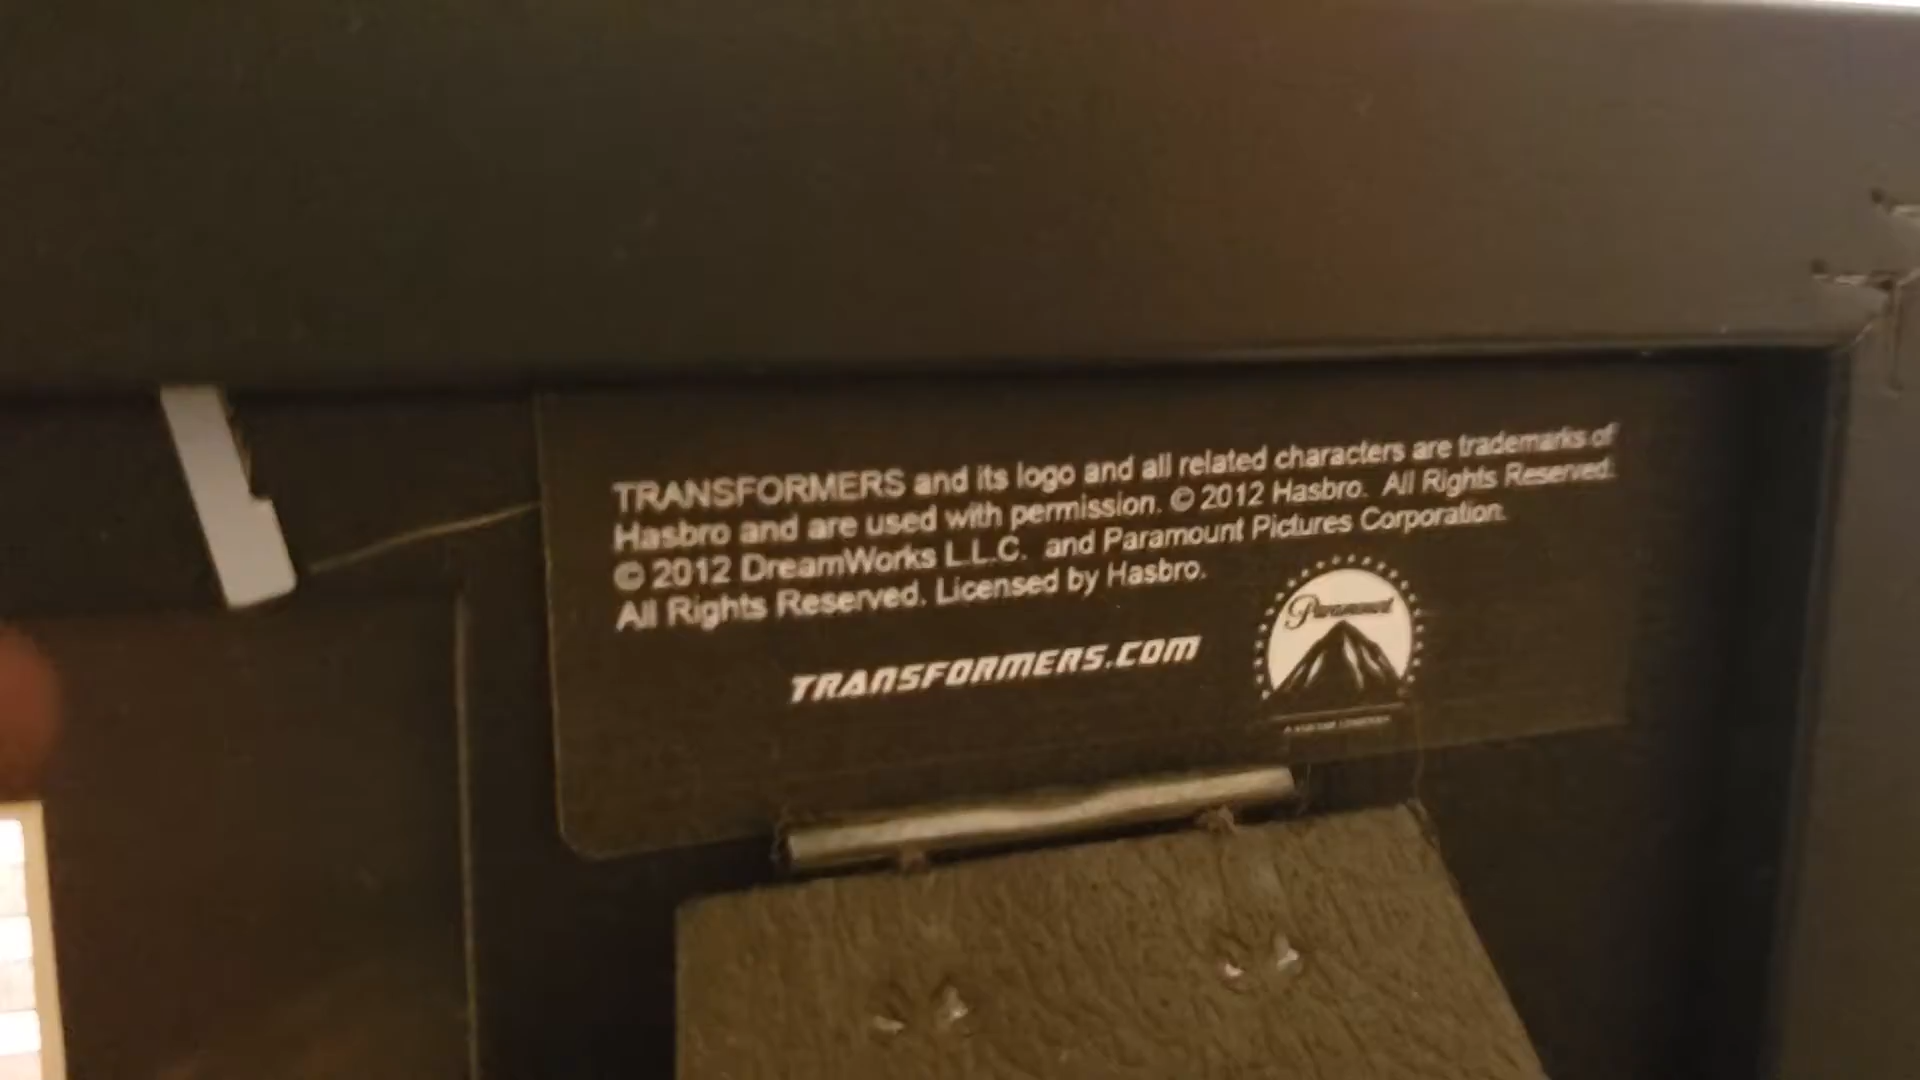 TRANSFORMERS and its logo and all related characters are trademarks of
Hasbro and are used with permission. © 2012 Hasbro. All Rights Reserved.
© 2012 DreamWorks L.L.C. and Paramount Pictures Corporation.
All Rights Reserved. Licensed by Hasbro.
TRANSFORMERS.COM
Paramount